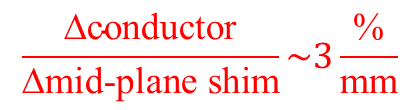 Δconductor %
~3
Δmid-plane shim mm